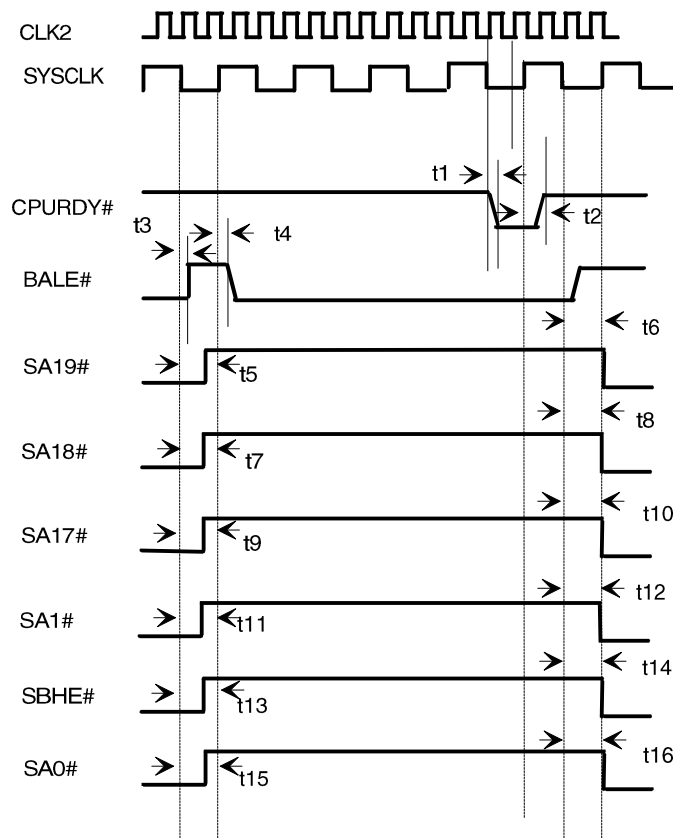 CLK2
SYSCLK
t1
CPURDY#
t2
t3
t4
BALE#
t6
SA19#
t5
t8
SA18#
t7
t10
SA17#
t9
t12
SA1#
t11
t14
SBHE#
t13
t16
SA0#
t15